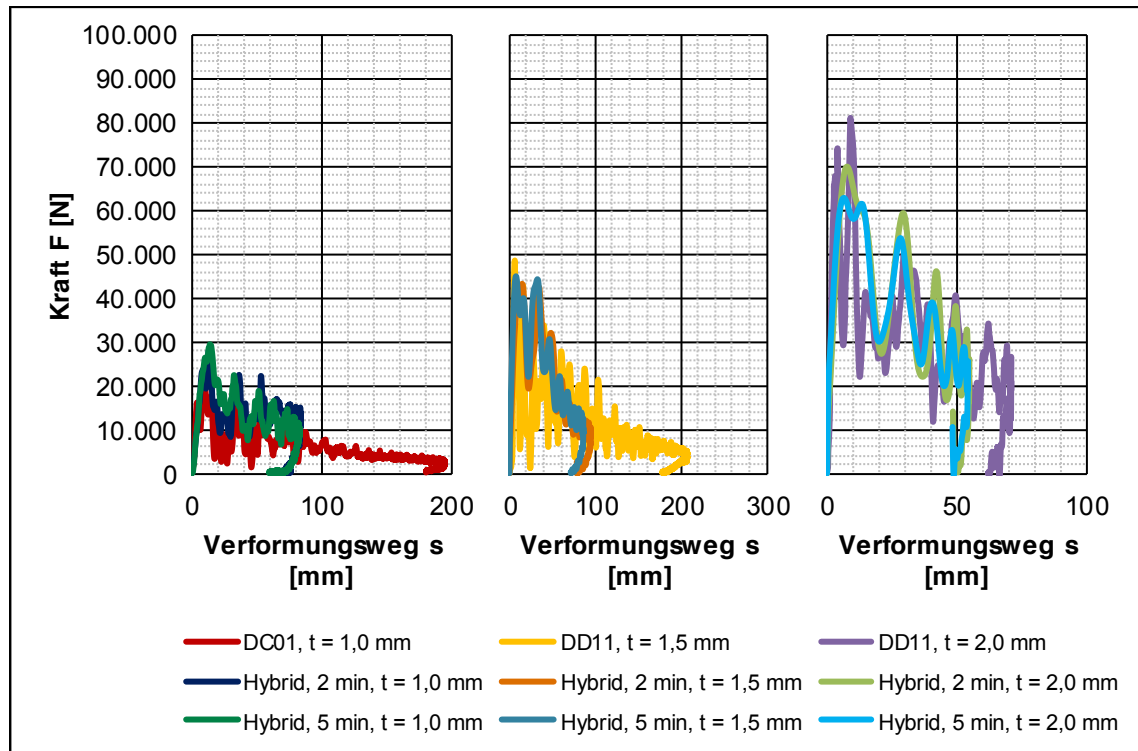 Kraft F [N]
100.000
90.000
80.000
70.000
60.000
50.000
40.000
30.000
20.000
10.000
0
0 100 200
0 100 200 300
0 50 100
Verformungsweg s
[mm]
Verformungsweg s
[mm]
Verformungsweg s
[mm]
DC01, t = 1,0 mm
DD11, t = 1,5 mm
DD11, t = 2,0 mm
Hybrid, 2 min, t = 1,0 mm
Hybrid, 2 min, t = 1,5 mm
Hybrid, 2 min, t = 2,0 mm
Hybrid, 5 min, t = 1,0 mm
Hybrid, 5 min, t = 1,5 mm
Hybrid, 5 min, t = 2,0 mm